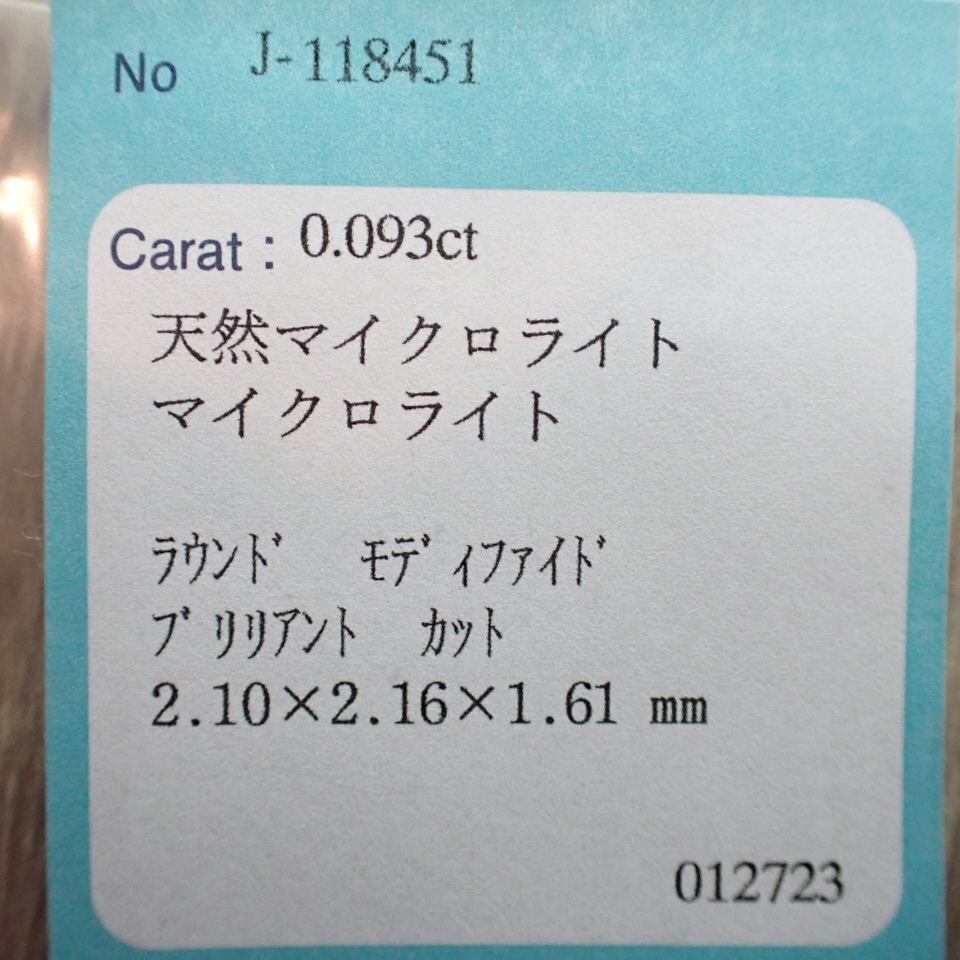 No J-118451
Carat : 0.093ct
天然マイクロライト
マイクロライト
ﾗｳﾝﾄﾞ ﾓﾃﾞｨﾌｧｲﾄﾞ
ﾌﾞﾘﾘｱﾝﾄ ｶｯﾄ
2.10×2.16×1.61 mm
012723